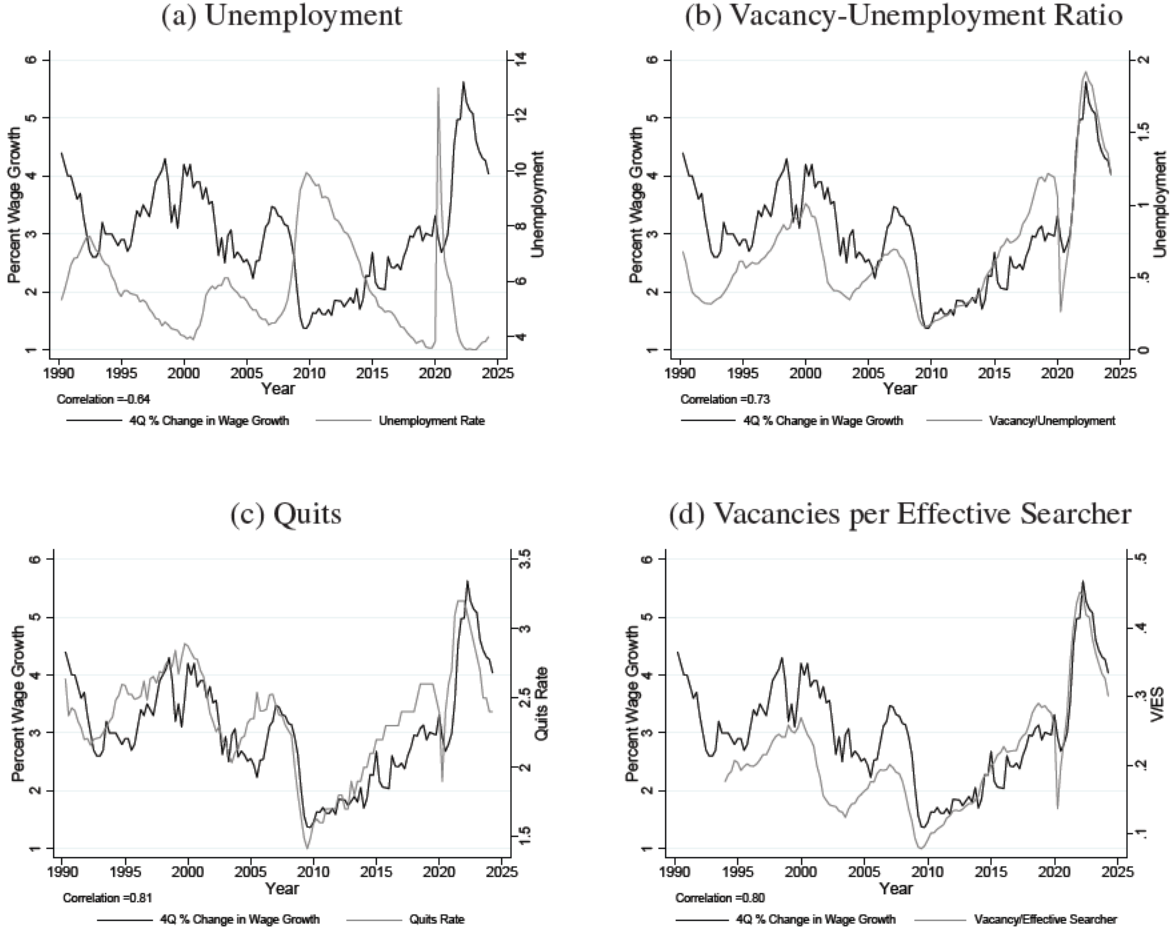 (a) Unemployment
Percent Wage Growth
6
5
4
3
2
1
14
12
10
8
6
4
Unemployment
1990 1995 2000 2005 2010 2015 2020 2025
Year
Correlation =-0.64
4Q % Change in Wage Growth Unemployment Rate
(b) Vacancy-Unemployment Ratio
Percent Wage Growth
6
5
4
3
2
1
2
1.5
1
.5
0
Unemployment
1990 1995 2000 2005 2010 2015 2020 2025
Year
Correlation =0.73
4Q % Change in Wage Growth Vacancy/Unemployment
(c) Quits
Percent Wage Growth
6
5
4
3
2
1
3.5
3
2.5
2
1.5
Quits Rate
1990 1995 2000 2005 2010 2015 2020 2025
Year
Correlation =0.81
4Q % Change in Wage Growth Quits Rate
(d) Vacancies per Effective Searcher
Percent Wage Growth
6
5
4
3
2
1
.5
.4
.3
.2
.1
V/ES
1990 1995 2000 2005 2010 2015 2020 2025
Year
Correlation =0.80
4Q % Change in Wage Growth Vacancy/Effective Searcher